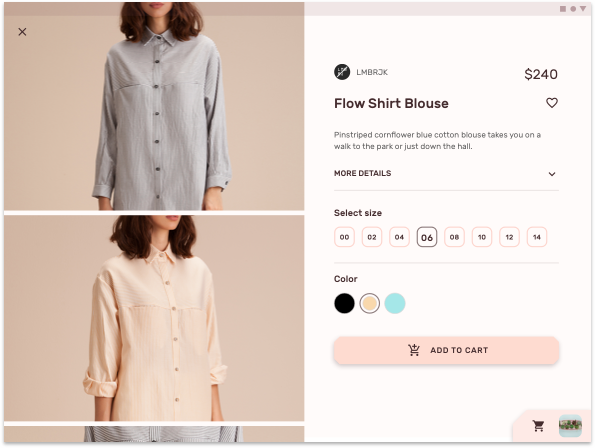 LMBRJK
$240
Flow Shirt Blouse
Pinstriped cornflower blue cotton blouse takes you on a
walk to the park or just down the hall.
MORE DETAILS
Select size
00 02 04 06 08 10 12 14
Color
ADD TO CART